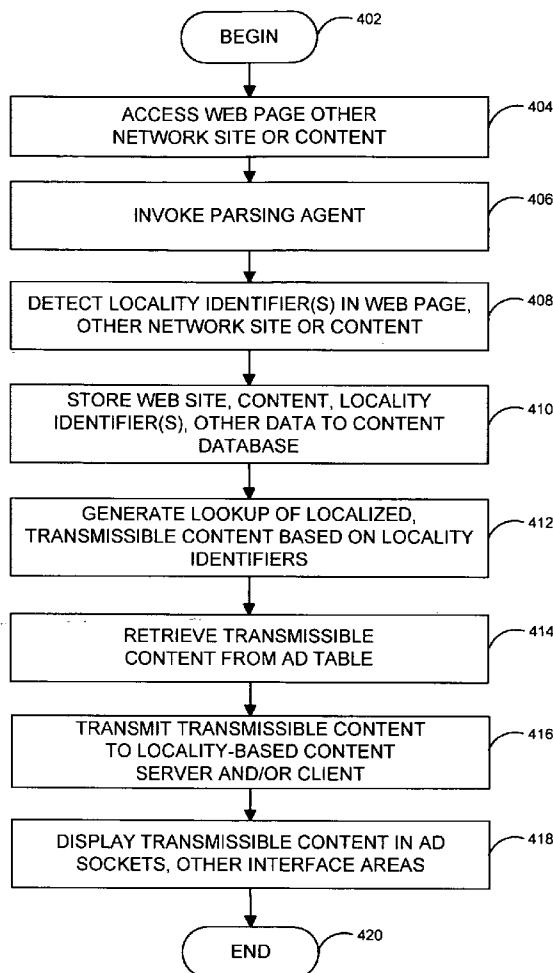 BEGIN
402
ACCESS WEB PAGE OTHER
NETWORK SITE OR CONTENT
404
INVOKE PARSING AGENT
406
DETECT LOCALITY IDENTIFIER(S) IN WEB PAGE,
OTHER NETWORK SITE OR CONTENT
408
STORE WEB SITE, CONTENT, LOCALITY
IDENTIFIER(S), OTHER DATA TO CONTENT
DATABASE
410
GENERATE LOOKUP OF LOCALIZED,
TRANSMISSIBLE CONTENT BASED ON LOCALITY
IDENTIFIERS
412
RETRIEVE TRANSMISSIBLE
CONTENT FROM AD TABLE
414
TRANSMIT TRANSMISSIBLE CONTENT
TO LOCALITY-BASED CONTENT
SERVER AND/OR CLIENT
416
DISPLAY TRANSMISSIBLE CONTENT IN AD
SOCKETS, OTHER INTERFACE AREAS
418
END
420